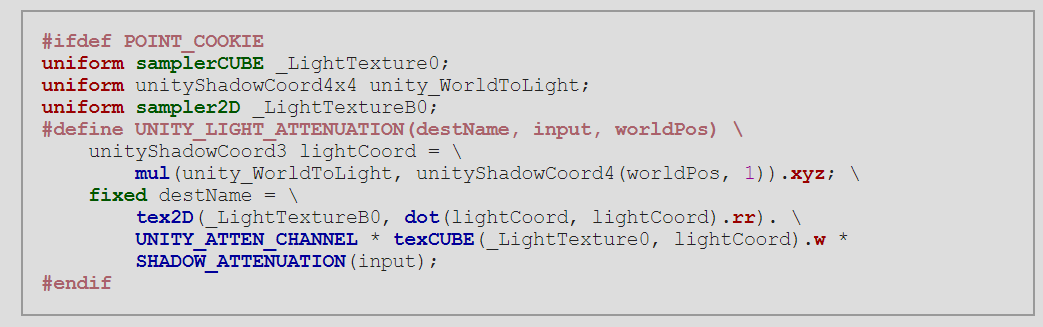 #ifdef POINT_COOKIE
uniform samplerCUBE _LightTexture0;
uniform unityShadowCoord4x4 unity_WorldToLight;
uniform sampler2D _LightTextureB0;
#define UNITY_LIGHT_ATTENUATION(destName, input, worldPos) \
    unityShadowCoord3 lightCoord = \
        mul(unity_WorldToLight, unityShadowCoord4(worldPos, 1)).xyz; \
    fixed destName = \
        tex2D(_LightTextureB0, dot(lightCoord, lightCoord).rr). \
        UNITY_ATTEN_CHANNEL * texCUBE(_LightTexture0, lightCoord).w *
        SHADOW_ATTENUATION(input);
#endif